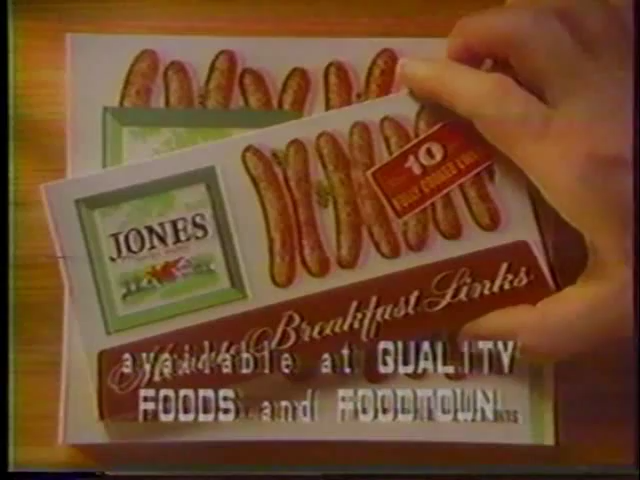 10
FULLY COOKED LINKS
JONES
Breakfast Links
available at QUALITY
FOODS and FOODTOWN